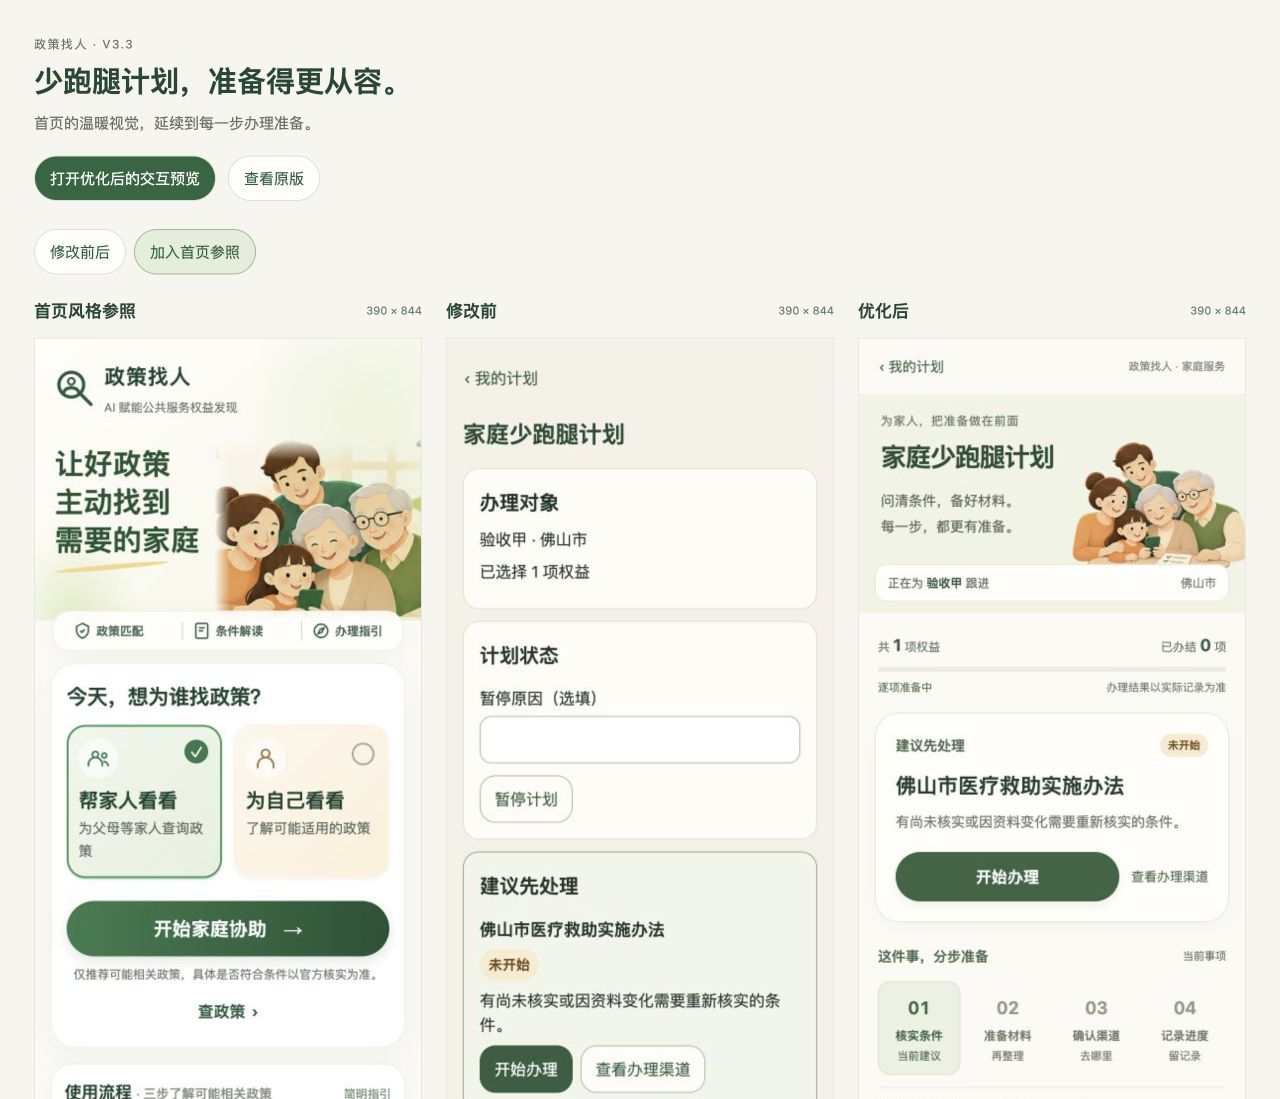 政策找人 · V3.3
少跑腿计划，准备得更从容。
首页的温暖视觉，延续到每一步办理准备。
打开优化后的交互预览
查看原版
修改前后
加入首页参照
首页风格参照
390 × 844
政策找人
AI 赋能公共服务权益发现
让好政策
主动找到
需要的家庭
政策匹配
条件解读
办理指引
今天，想为谁找政策？
帮家人看看
为父母等家人查询政
策
为自己看看
了解可能适用的政策
开始家庭协助 →
仅推荐可能相关政策，具体是否符合条件以官方核实为准。
查政策 ›
使用流程 · 三步了解可能相关政策
简明指引
修改前
390 × 844
‹ 我的计划
家庭少跑腿计划
办理对象
验收甲 · 佛山市
已选择 1 项权益
计划状态
暂停原因（选填）
暂停计划
建议先处理
佛山市医疗救助实施办法
未开始
有尚未核实或因资料变化需要重新核实的条
件。
开始办理
查看办理渠道
优化后
390 × 844
‹ 我的计划
政策找人 · 家庭服务
为家人，把准备做在前面
家庭少跑腿计划
问清条件，备好材料。
每一步，都更有准备。
正在为 验收甲 跟进
佛山市
共 1 项权益
已办结 0 项
逐项准备中
办理结果以实际记录为准
建议先处理
未开始
佛山市医疗救助实施办法
有尚未核实或因资料变化需要重新核实的条件。
开始办理
查看办理渠道
这件事，分步准备
当前事项
01
核实条件
当前建议
02
准备材料
再整理
03
确认渠道
去哪里
04
记录进度
留记录